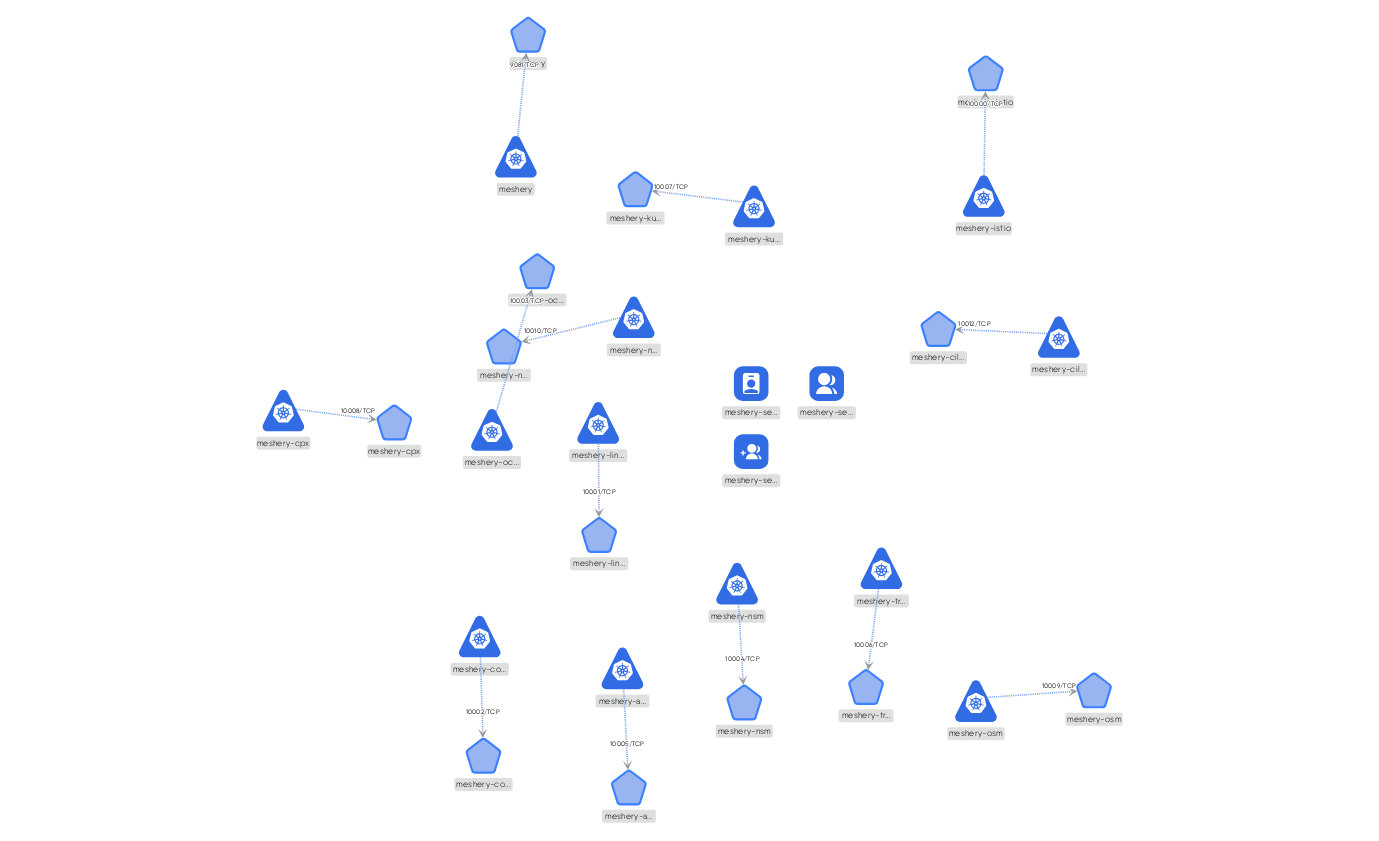 9081/TCP
meshery
10000/TCP
meshery-istio
10007/TCP
meshery-ku...
meshery-ku...
10003/TCP
10010/TCP
meshery-n...
meshery-n...
10012/TCP
meshery-cil...
meshery-cil...
10008/TCP
meshery-cpx
meshery-cpx
meshery-oc...
meshery-lin...
meshery-se...
meshery-se...
meshery-se...
10001/TCP
meshery-lin...
meshery-nsm
meshery-tr...
10006/TCP
10004/TCP
meshery-co...
10002/TCP
meshery-co...
meshery-a...
10005/TCP
meshery-a...
meshery-nsm
meshery-tr...
10009/TCP
meshery-osm
meshery-osm